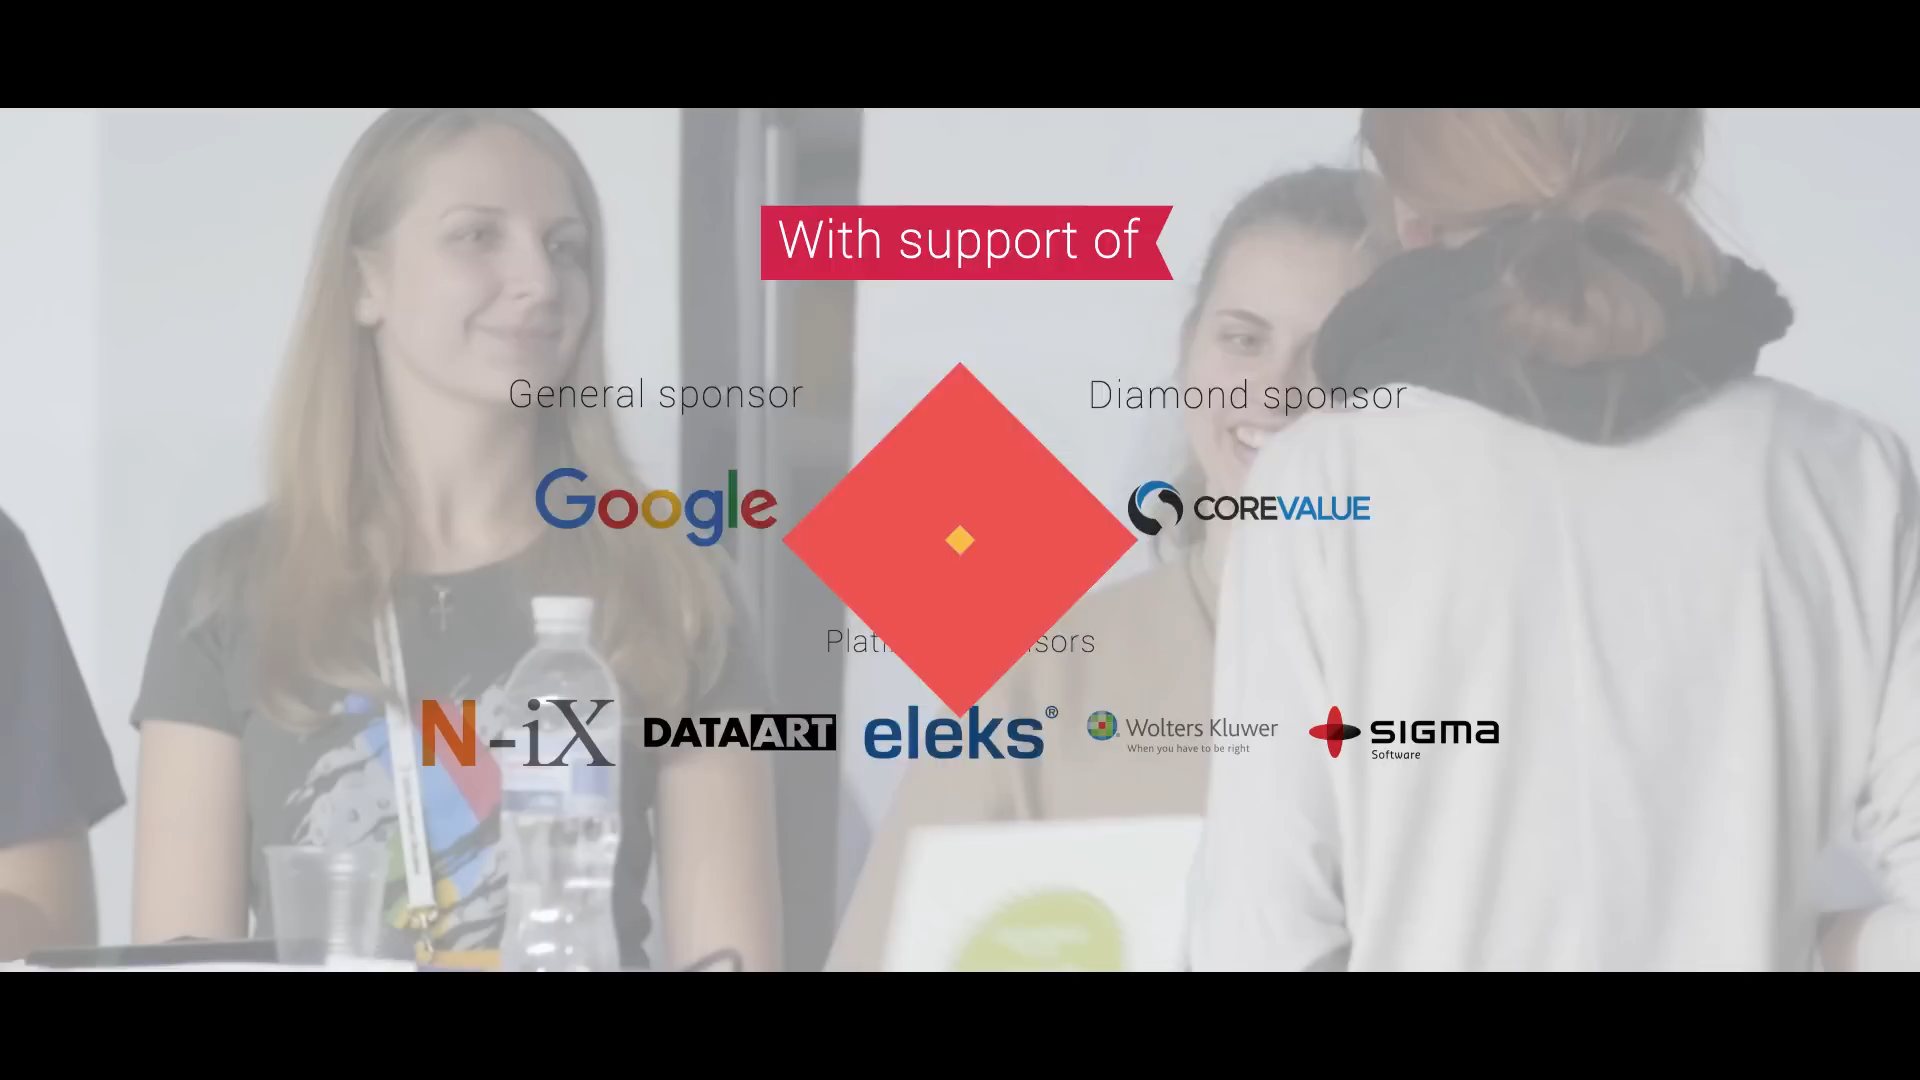 With support of
General sponsor
Diamond sponsor
Google
COREVALUE
N-iX
DATAART
eleks®
Wolters Kluwer
When you have to be right
SIGMA
Software